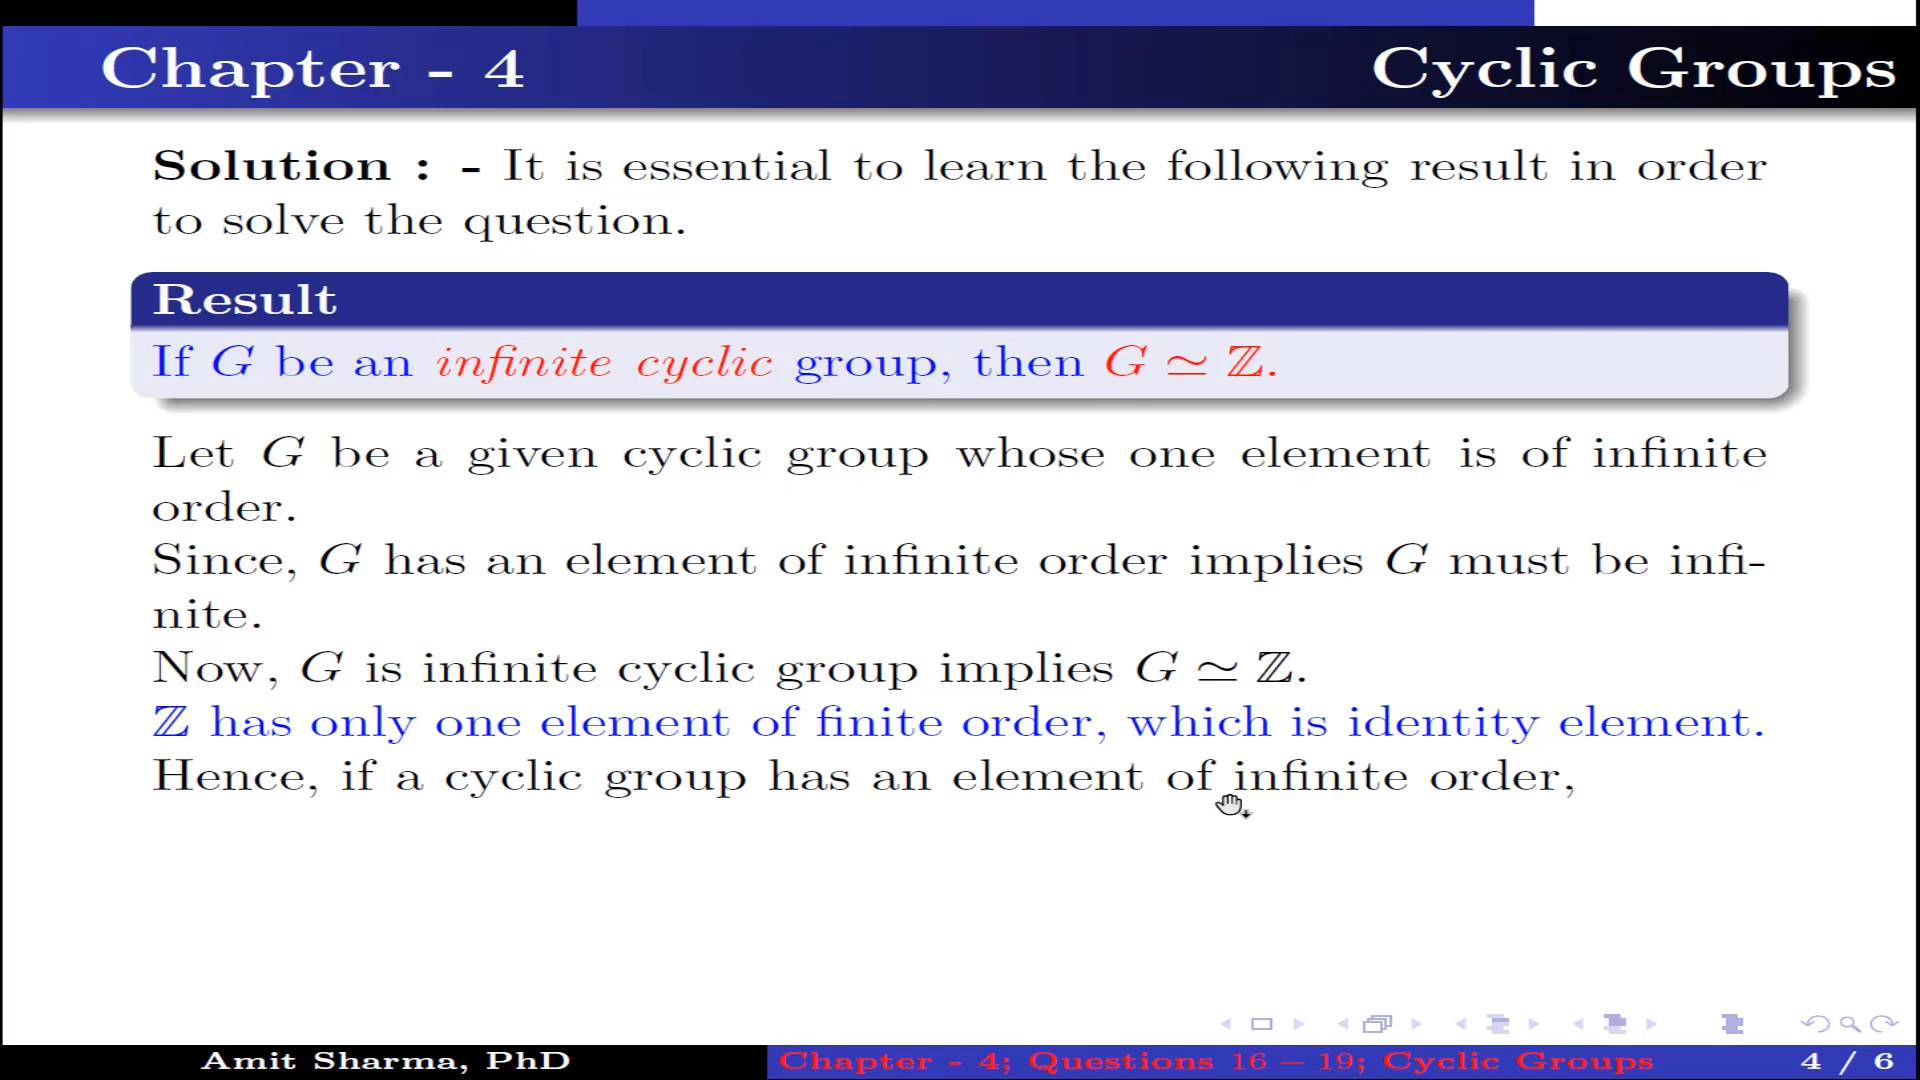 Chapter - 4 Cyclic Groups
Solution : - It is essential to learn the following result in order
to solve the question.
Result
If G be an infinite cyclic group, then G ≃ ℤ.
Let G be a given cyclic group whose one element is of infinite
order.
Since, G has an element of infinite order implies G must be infi-
nite.
Now, G is infinite cyclic group implies G ≃ ℤ.
ℤ has only one element of finite order, which is identity element.
Hence, if a cyclic group has an element of infinite order,
Amit Sharma, PhD Chapter - 4; Questions 16 – 19; Cyclic Groups 4 / 6